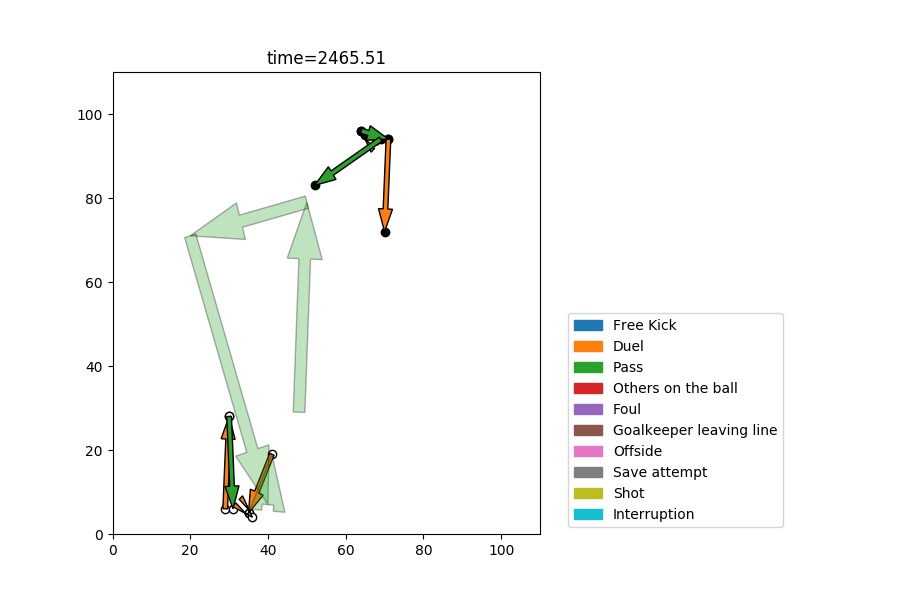 time=2465.51
100
80
60
40
20
0
0 20 40 60 80 100
Free Kick
Duel
Pass
Others on the ball
Foul
Goalkeeper leaving line
Offside
Save attempt
Shot
Interruption